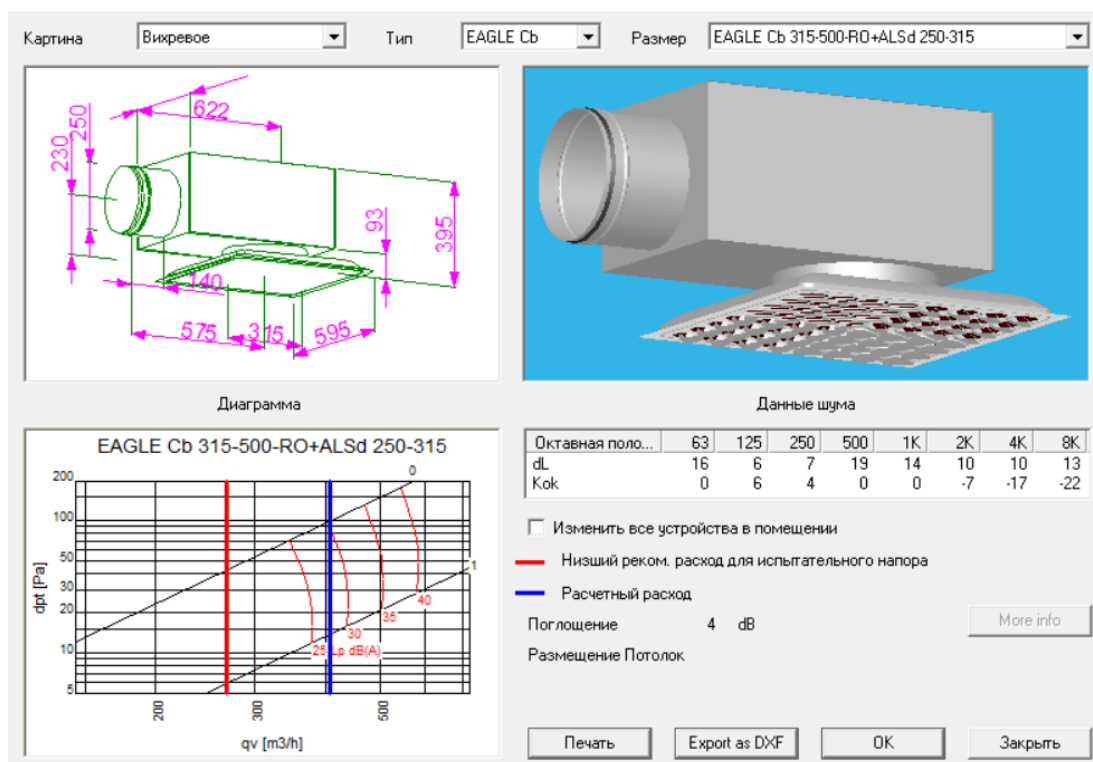 Картина Вихревое Тип EAGLE Cb Размер EAGLE Cb 315-500-RO+ALSd 250-315
622
250
230
93
395
140
575 315 595
Диаграмма
Данные шума
EAGLE Cb 315-500-RO+ALSd 250-315
0
200
100
50
40
30
20
10
5
dpt [Pa]
1
40
35
30
25 Lp dB(A)
200 300 500
qv [m3/h]
Октавная поло... 63 125 250 500 1K 2K 4K 8K
dL 16 6 7 19 14 10 10 13
Kok 0 6 4 0 0 -7 -17 -22
Изменить все устройства в помещении
Низший реком. расход для испытательного напора
Расчетный расход
Поглощение 4 dB
More info
Размещение Потолок
Печать Export as DXF OK Закрыть